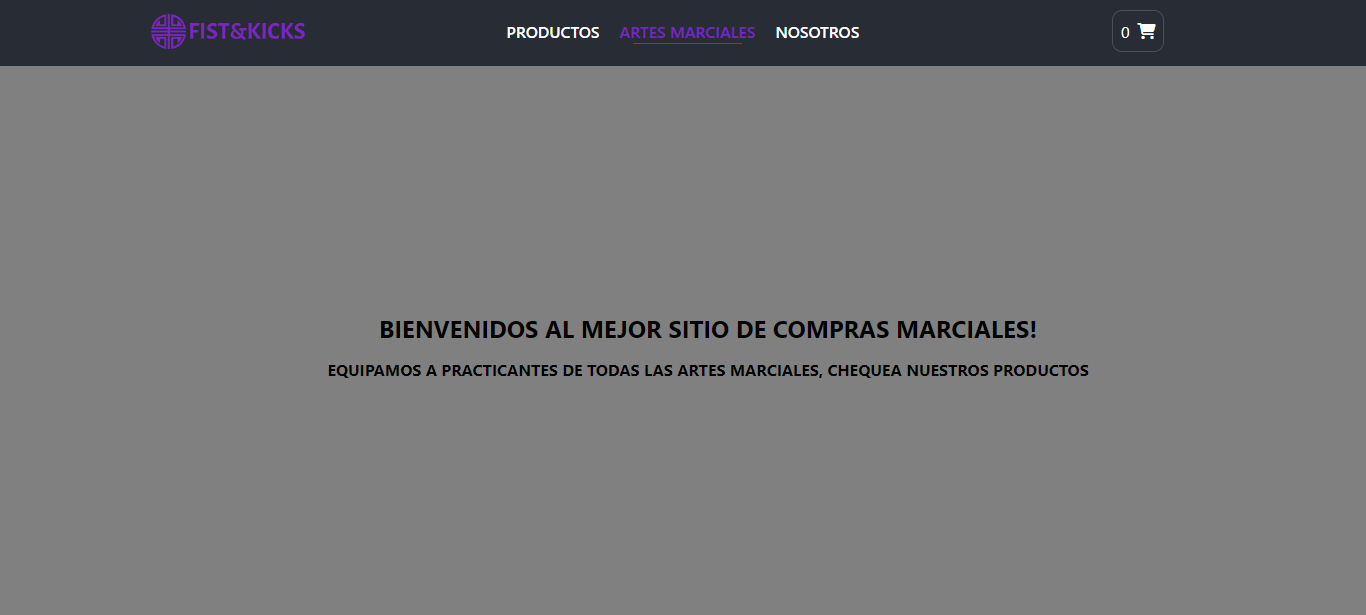 FIST&KICKS
PRODUCTOS ARTES MARCIALES NOSOTROS
0
BIENVENIDOS AL MEJOR SITIO DE COMPRAS MARCIALES!
EQUIPAMOS A PRACTICANTES DE TODAS LAS ARTES MARCIALES, CHEQUEA NUESTROS PRODUCTOS